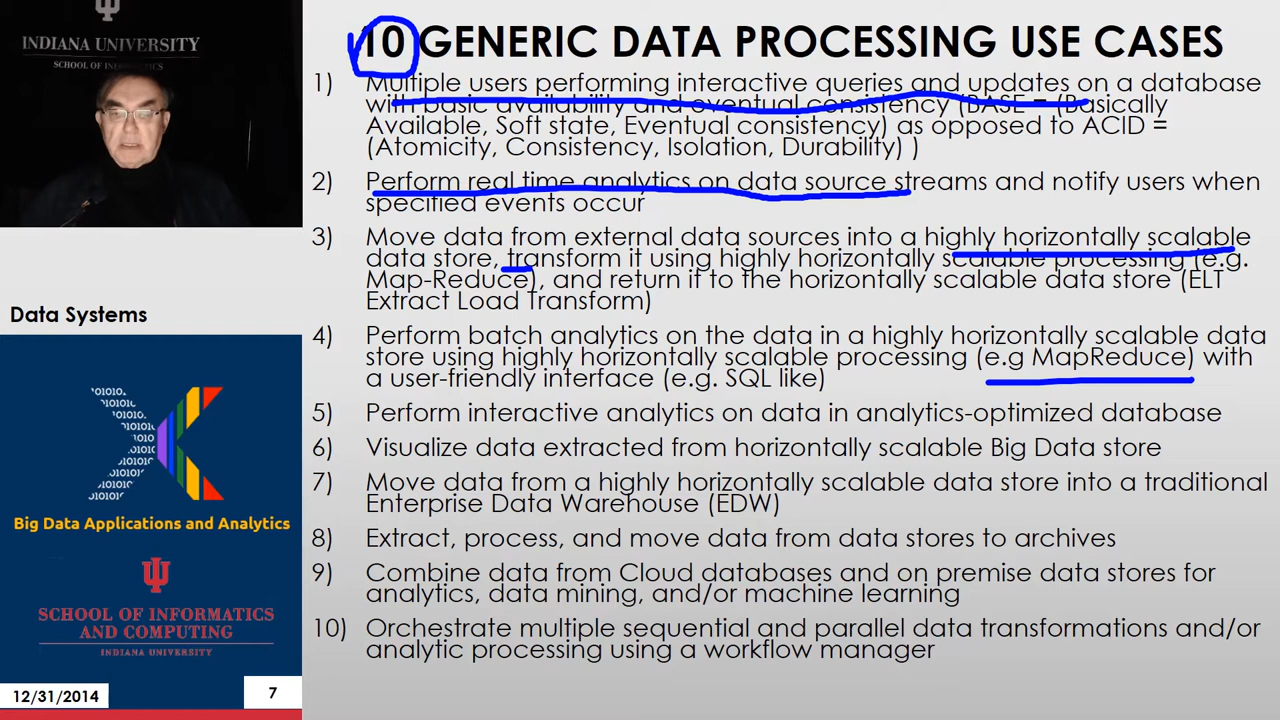 INDIANA UNIVERSITY
SCHOOL OF
10 GENERIC DATA PROCESSING USE CASES
1) Multiple users performing interactive queries and updates on a database
with basic availability and eventual consistency (BASE = (Basically
Available, Soft state, Eventual consistency) as opposed to ACID =
(Atomicity, Consistency, Isolation, Durability) )
2) Perform real time analytics on data source streams and notify users when
specified events occur
3) Move data from external data sources into a highly horizontally scalable
data store, transform it using highly horizontally scalable processing (e.g.
Map-Reduce), and return it to the horizontally scalable data store (ELT
Extract Load Transform)
4) Perform batch analytics on the data in a highly horizontally scalable data
store using highly horizontally scalable processing (e.g MapReduce) with
a user-friendly interface (e.g. SQL like)
5) Perform interactive analytics on data in analytics-optimized database
6) Visualize data extracted from horizontally scalable Big Data store
7) Move data from a highly horizontally scalable data store into a traditional
Enterprise Data Warehouse (EDW)
8) Extract, process, and move data from data stores to archives
9) Combine data from Cloud databases and on premise data stores for
analytics, data mining, and/or machine learning
10) Orchestrate multiple sequential and parallel data transformations and/or
analytic processing using a workflow manager
Data Systems
Big Data Applications and Analytics
SCHOOL OF INFORMATICS
AND COMPUTING
INDIANA UNIVERSITY
12/31/2014
7